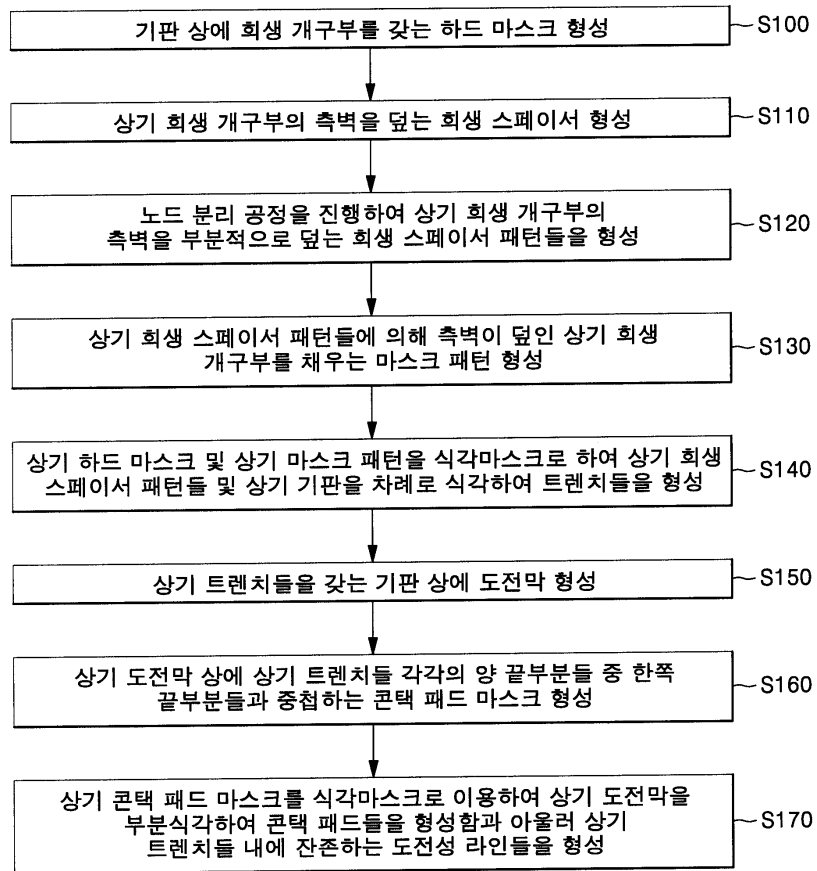 기판 상에 희생 개구부를 갖는 하드 마스크 형성
S100
상기 희생 개구부의 측벽을 덮는 희생 스페이서 형성
S110
노드 분리 공정을 진행하여 상기 희생 개구부의
측벽을 부분적으로 덮는 희생 스페이서 패턴들을 형성
S120
상기 희생 스페이서 패턴들에 의해 측벽이 덮인 상기 희생
개구부를 채우는 마스크 패턴 형성
S130
상기 하드 마스크 및 상기 마스크 패턴을 식각마스크로 하여 상기 희생
스페이서 패턴들 및 상기 기판을 차례로 식각하여 트렌치들을 형성
S140
상기 트렌치들을 갖는 기판 상에 도전막 형성
S150
상기 도전막 상에 상기 트렌치들 각각의 양 끝부분들 중 한쪽
끝부분들과 중첩하는 콘택 패드 마스크 형성
S160
상기 콘택 패드 마스크를 식각마스크로 이용하여 상기 도전막을
부분식각하여 콘택 패드들을 형성함과 아울러 상기
트렌치들 내에 잔존하는 도전성 라인들을 형성
S170